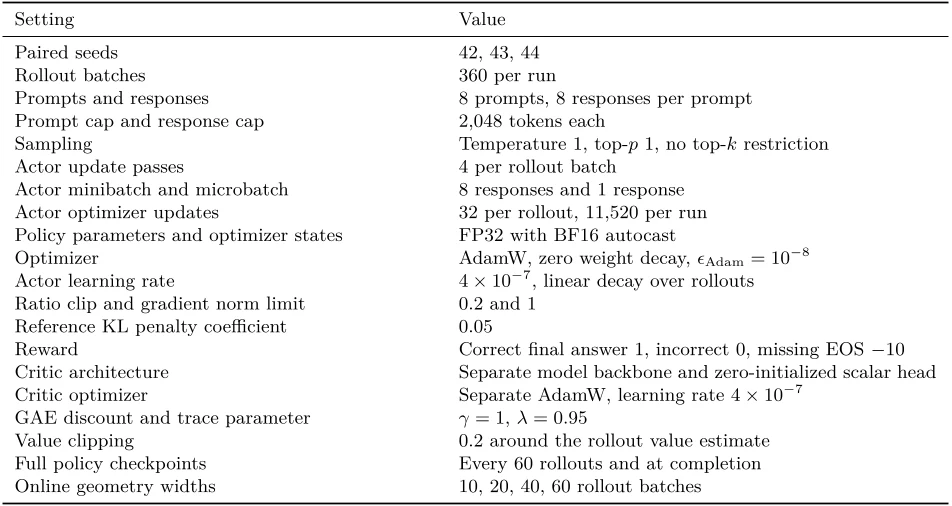 Setting Value
Paired seeds 42, 43, 44
Rollout batches 360 per run
Prompts and responses 8 prompts, 8 responses per prompt
Prompt cap and response cap 2,048 tokens each
Sampling Temperature 1, top-p 1, no top-k restriction
Actor update passes 4 per rollout batch
Actor minibatch and microbatch 8 responses and 1 response
Actor optimizer updates 32 per rollout, 11,520 per run
Policy parameters and optimizer states FP32 with BF16 autocast
Optimizer AdamW, zero weight decay, ϵ_Adam = 10⁻⁸
Actor learning rate 4 × 10⁻⁷, linear decay over rollouts
Ratio clip and gradient norm limit 0.2 and 1
Reference KL penalty coefficient 0.05
Reward Correct final answer 1, incorrect 0, missing EOS −10
Critic architecture Separate model backbone and zero-initialized scalar head
Critic optimizer Separate AdamW, learning rate 4 × 10⁻⁷
GAE discount and trace parameter γ = 1, λ = 0.95
Value clipping 0.2 around the rollout value estimate
Full policy checkpoints Every 60 rollouts and at completion
Online geometry widths 10, 20, 40, 60 rollout batches